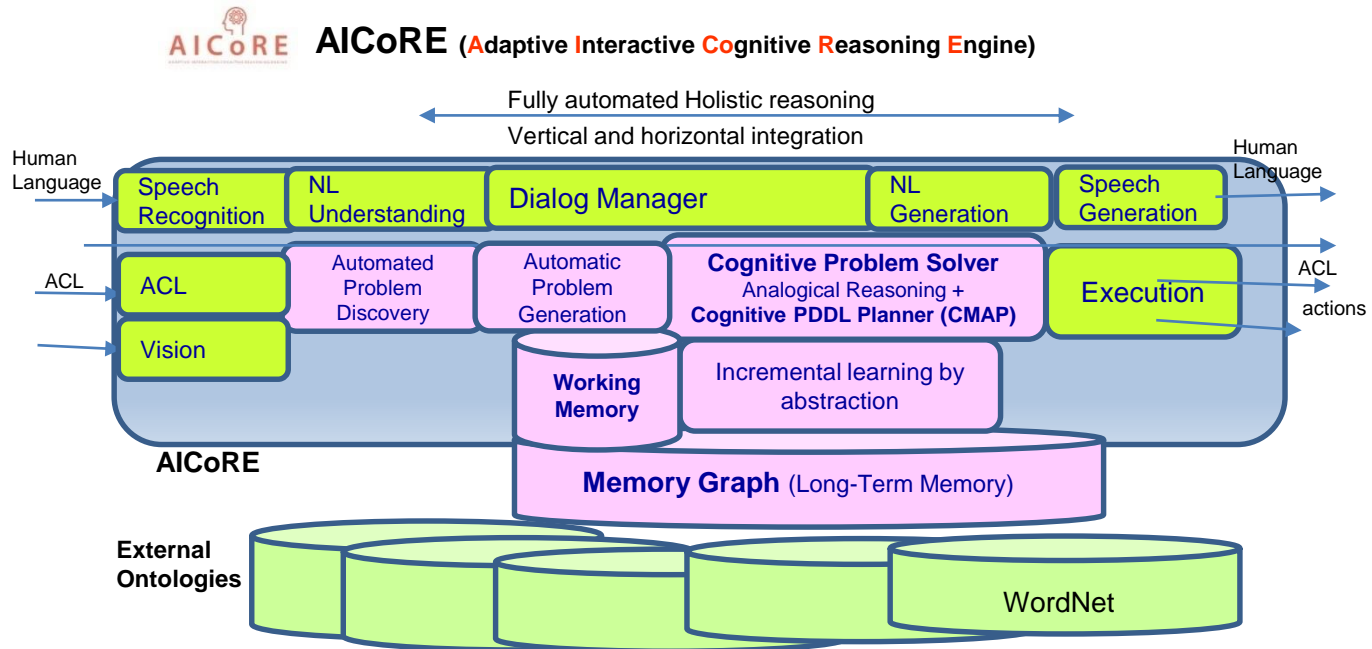 AICoRE
AICoRE (Adaptive Interactive Cognitive Reasoning Engine)
Fully automated Holistic reasoning
Vertical and horizontal integration
Human
Language
Speech
Recognition
NL
Understanding
Dialog Manager
NL
Generation
Speech
Generation
Human
Language
ACL
ACL
Vision
Automated
Problem
Discovery
Automatic
Problem
Generation
Cognitive Problem Solver
Analogical Reasoning +
Cognitive PDDL Planner (CMAP)
Execution
ACL
actions
Working
Memory
Incremental learning by
abstraction
AICoRE
Memory Graph (Long-Term Memory)
External
Ontologies
WordNet